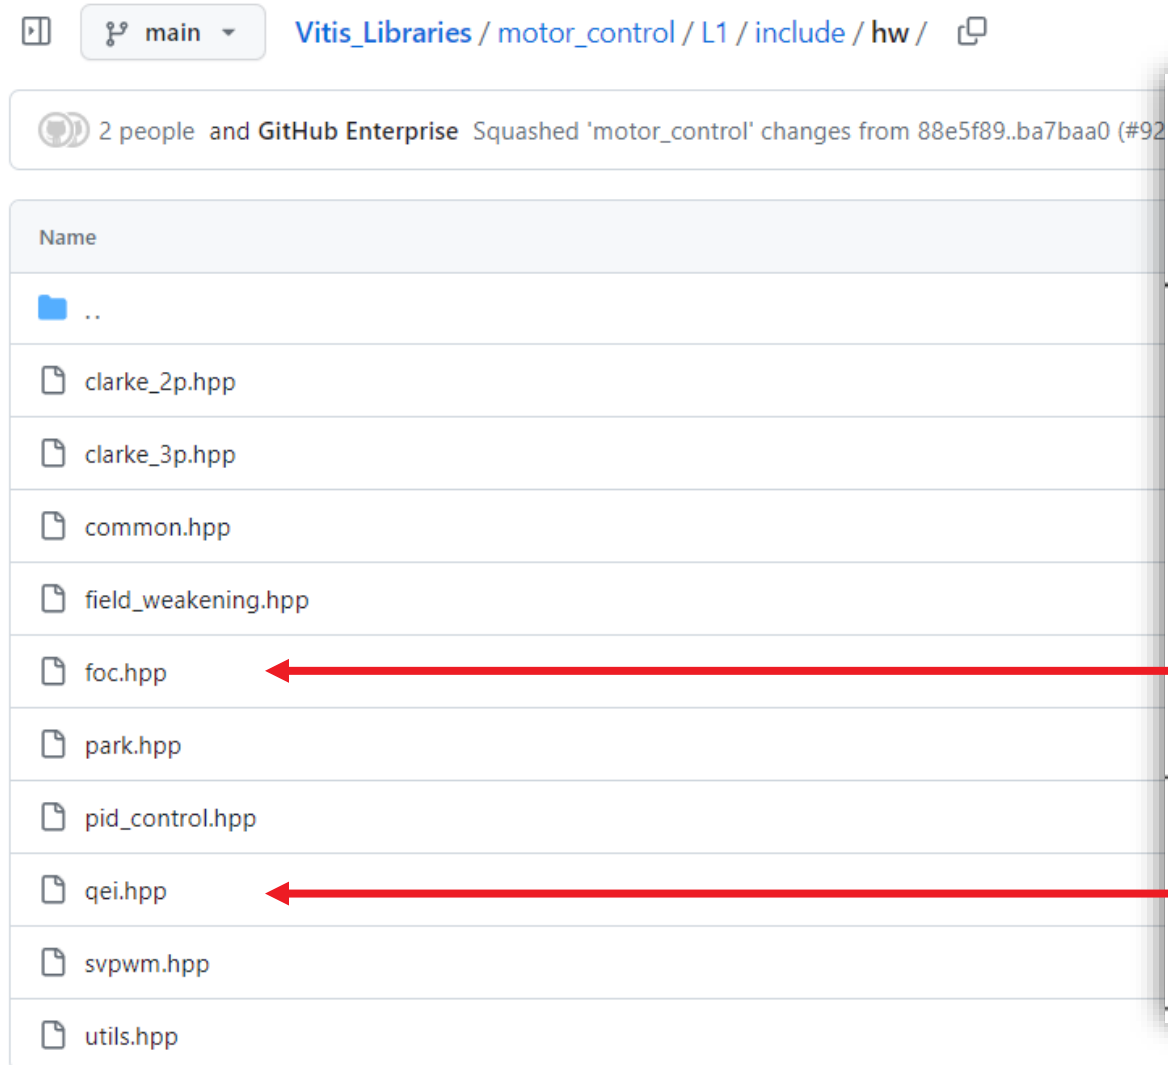 main Vitis_Libraries / motor_control / L1 / include / hw /
2 people and GitHub Enterprise Squashed 'motor_control' changes from 88e5f89..ba7baa0 (#92
Name
..
clarke_2p.hpp
clarke_3p.hpp
common.hpp
field_weakening.hpp
foc.hpp
park.hpp
pid_control.hpp
qei.hpp
svpwm.hpp
utils.hpp